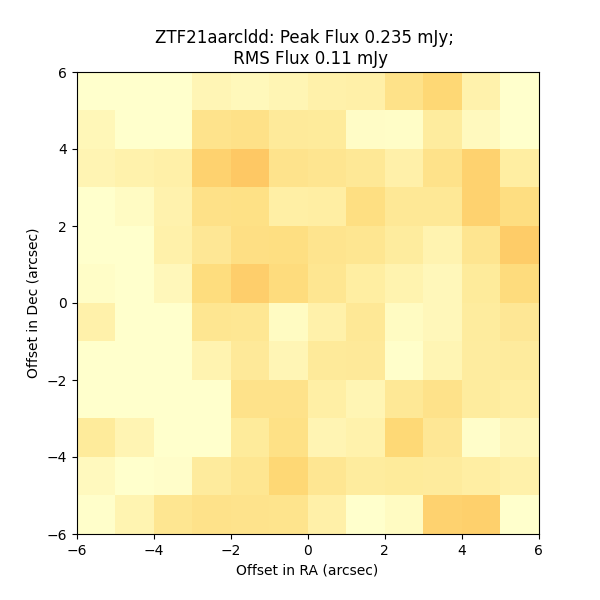 ZTF21aarcldd: Peak Flux 0.235 mJy;
RMS Flux 0.11 mJy
6
4
2
0
−2
−4
−6
Offset in Dec (arcsec)
−6 −4 −2 0 2 4 6
Offset in RA (arcsec)